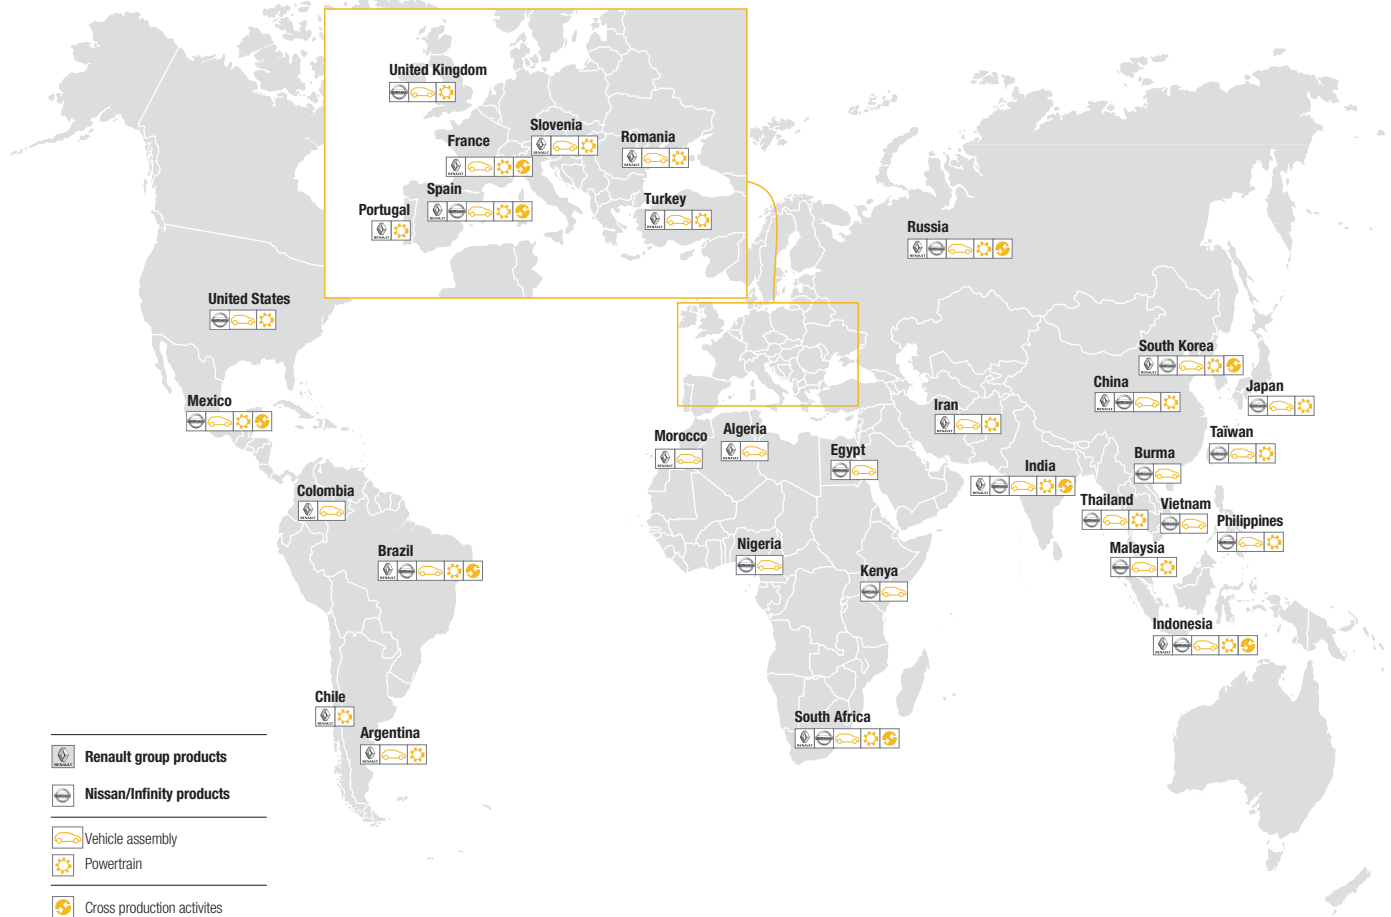 United Kingdom
Slovenia
Romania
France
Spain
Turkey
Portugal
Russia
United States
South Korea
China
Japan
Mexico
Iran
Algeria
Morocco
Egypt
Taïwan
Burma
India
Colombia
Thailand
Vietnam
Philippines
Brazil
Nigeria
Malaysia
Kenya
Indonesia
Chile
South Africa
Argentina
RENAULT
Renault group products
Nissan/Infinity products
Vehicle assembly
Powertrain
Cross production activites